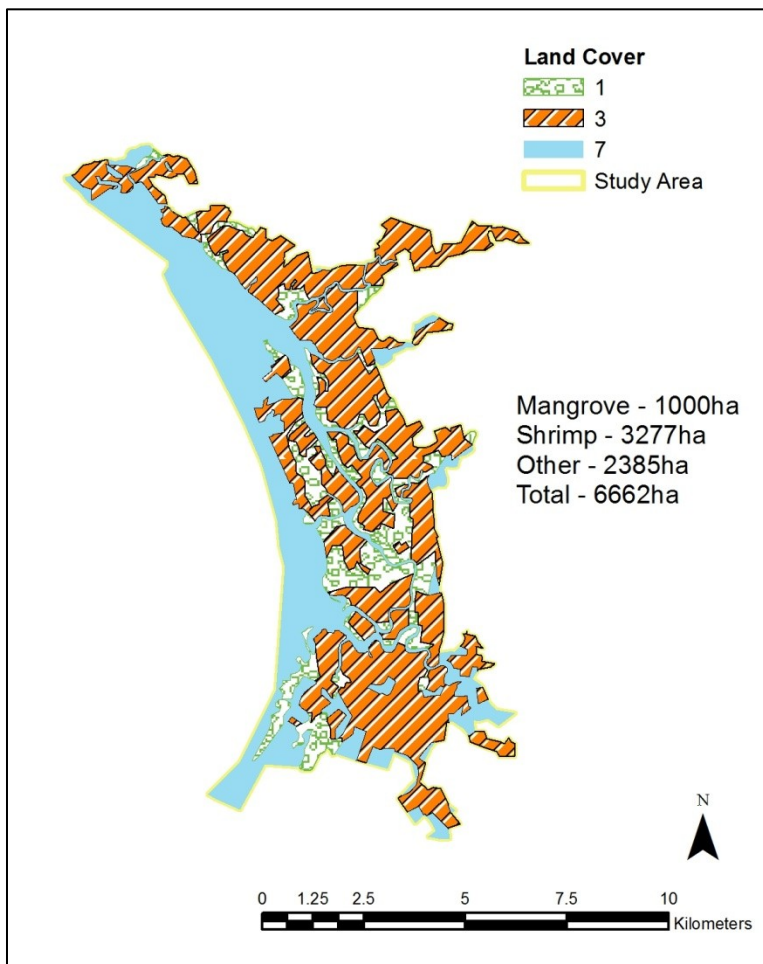 Land Cover
1
3
7
Study Area
Mangrove - 1000ha
Shrimp - 3277ha
Other - 2385ha
Total - 6662ha
N
0 1.25 2.5 5 7.5 10
Kilometers